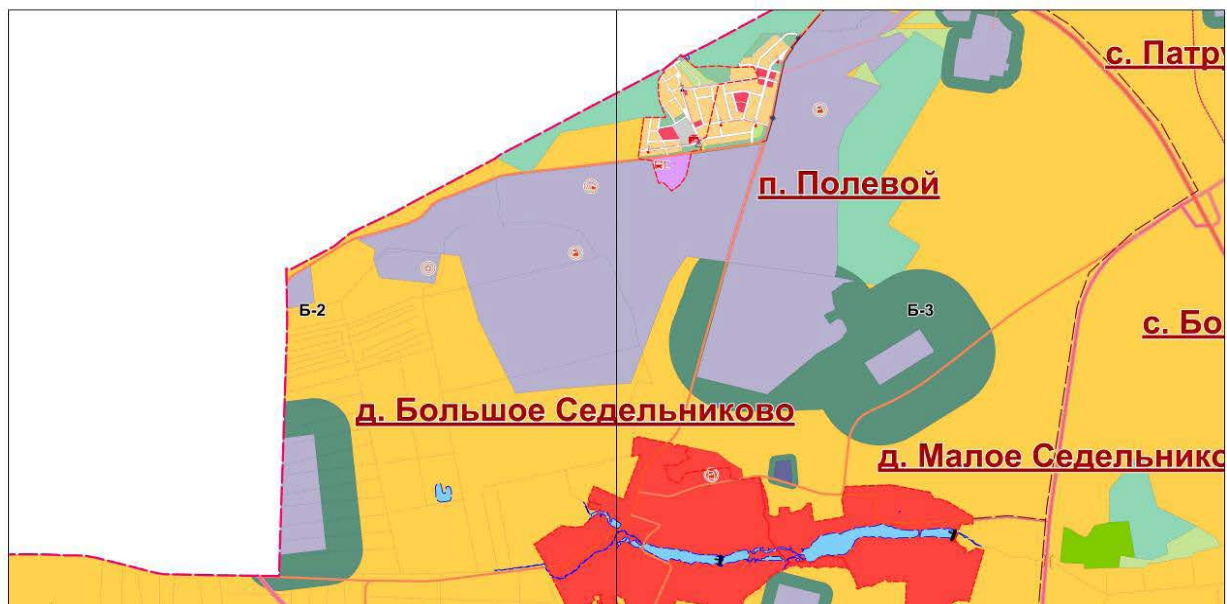 с. Патру
п. Полевой
Б-2
Б-3
с. Бо
д. Большое Седельниково
д. Малое Седельнико